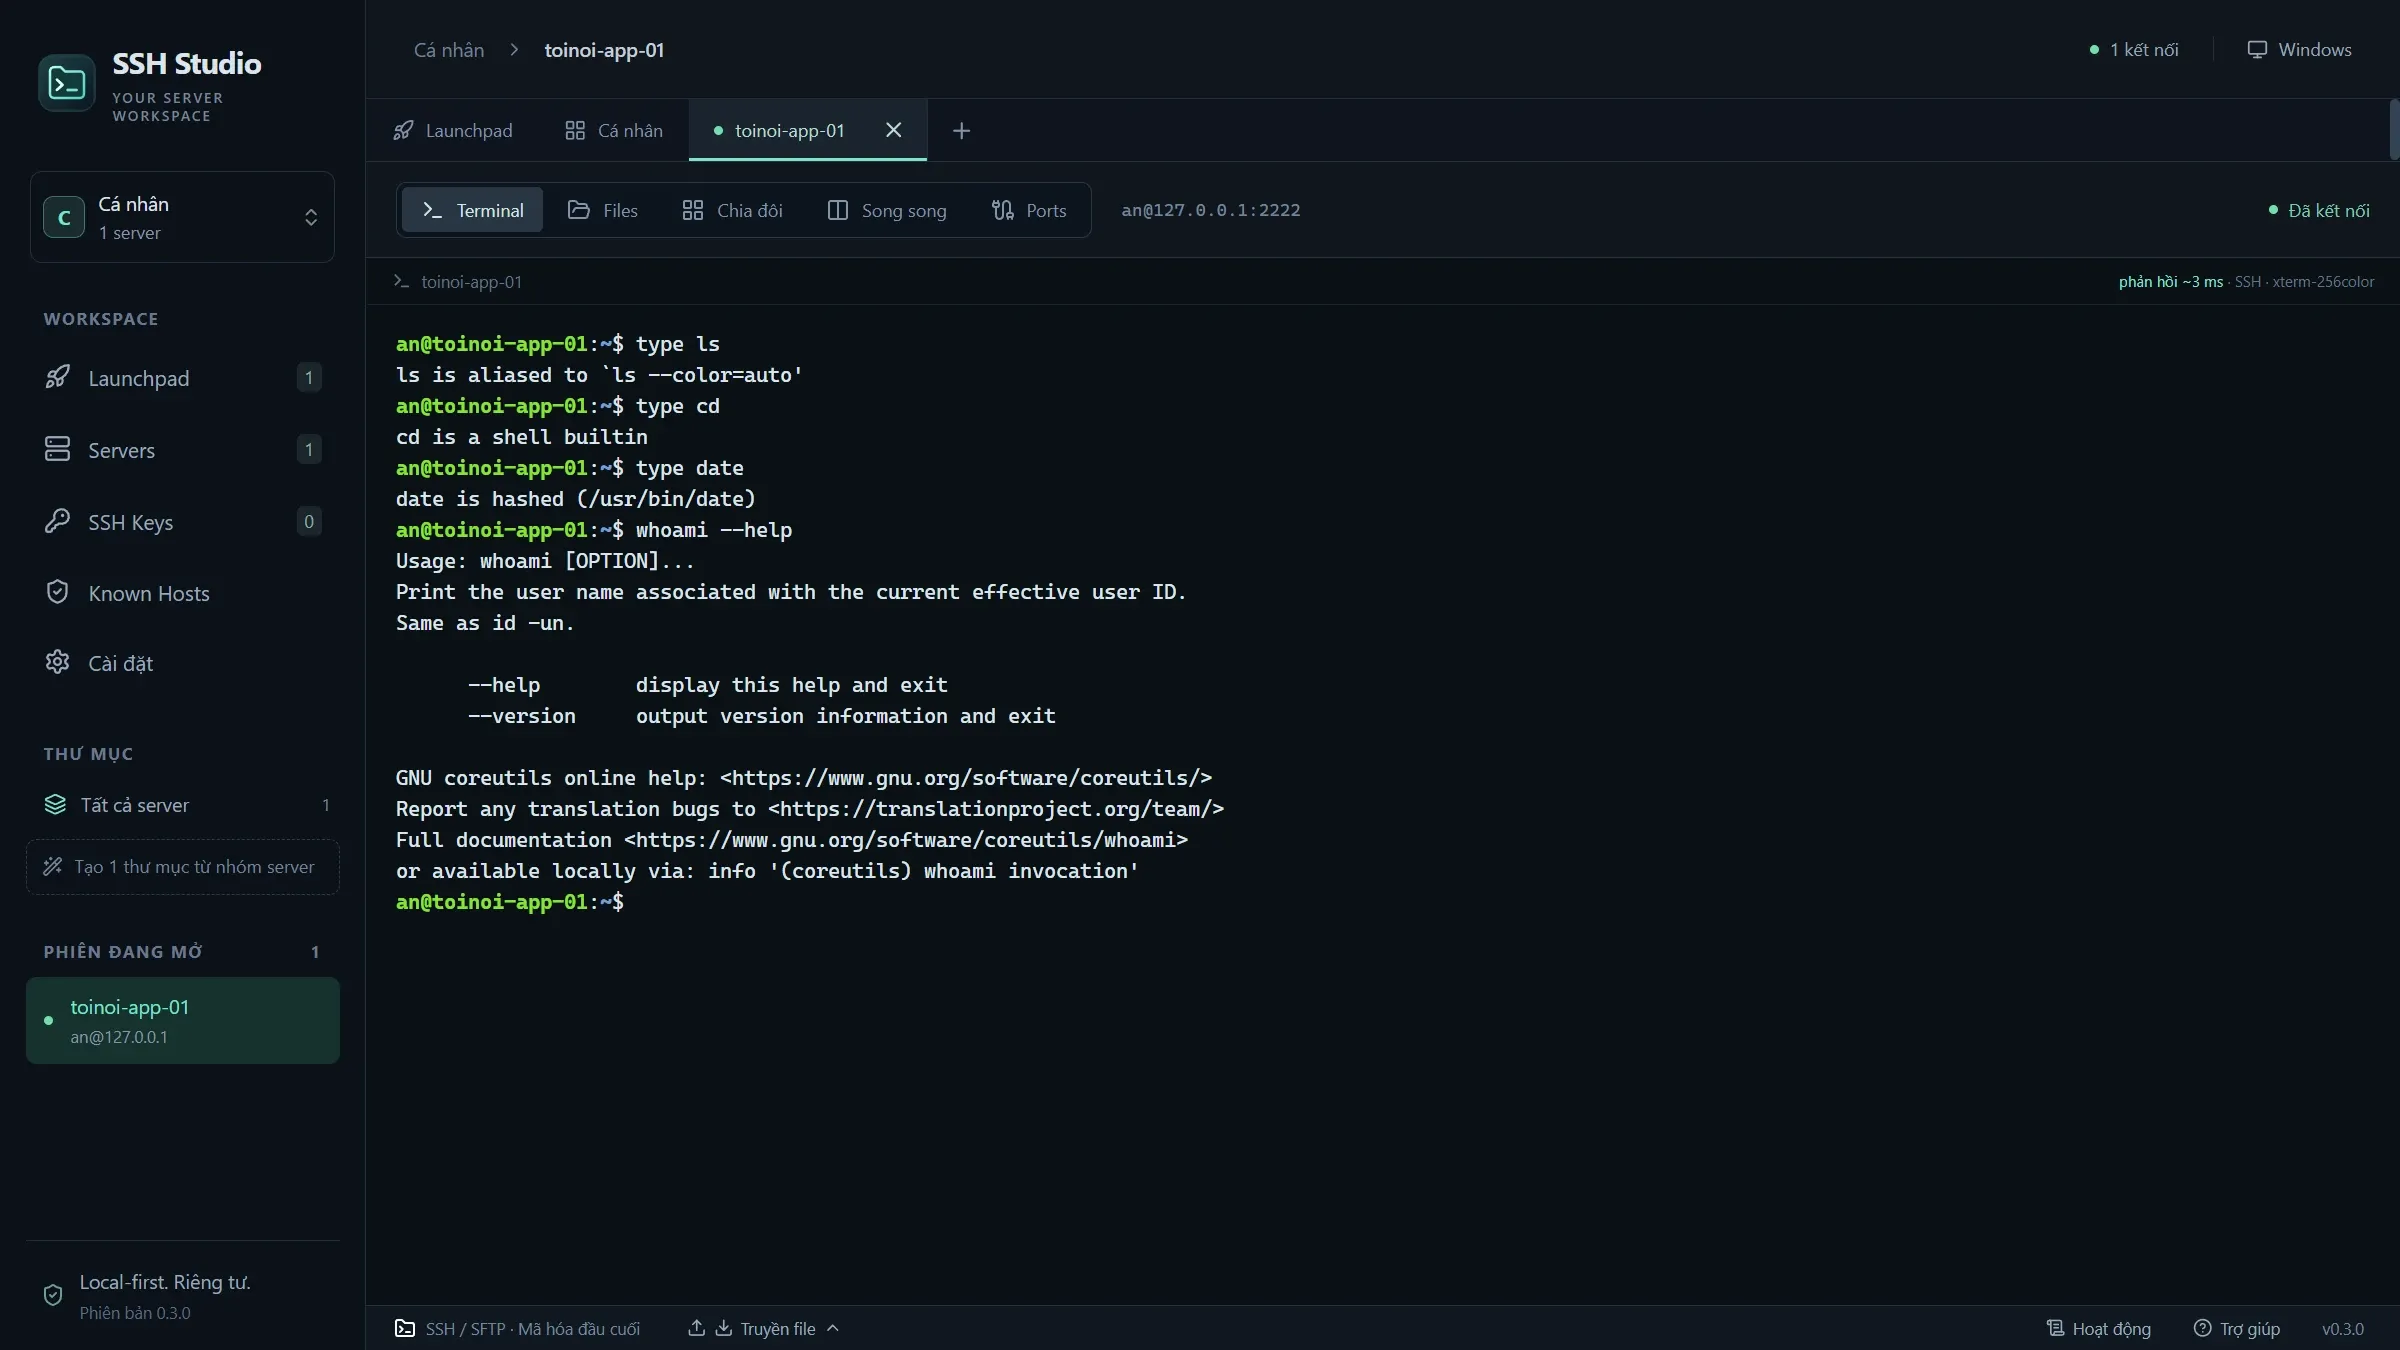 SSH Studio
YOUR SERVER
WORKSPACE
C
Cá nhân
1 server
WORKSPACE
Launchpad 1
Servers 1
SSH Keys 0
Known Hosts
Cài đặt
THƯ MỤC
Tất cả server 1
Tạo 1 thư mục từ nhóm server
PHIÊN ĐANG MỞ 1
toinoi-app-01
an@127.0.0.1
Local-first. Riêng tư.
Phiên bản 0.3.0
Cá nhân > toinoi-app-01
1 kết nối
Windows
Launchpad
Cá nhân
toinoi-app-01
Terminal
Files
Chia đôi
Song song
Ports
an@127.0.0.1:2222
Đã kết nối
toinoi-app-01
phản hồi ~3 ms · SSH · xterm-256color
an@toinoi-app-01:~$ type ls
ls is aliased to `ls --color=auto'
an@toinoi-app-01:~$ type cd
cd is a shell builtin
an@toinoi-app-01:~$ type date
date is hashed (/usr/bin/date)
an@toinoi-app-01:~$ whoami --help
Usage: whoami [OPTION]...
Print the user name associated with the current effective user ID.
Same as id -un.
--help display this help and exit
--version output version information and exit
GNU coreutils online help: <https://www.gnu.org/software/coreutils/>
Report any translation bugs to <https://translationproject.org/team/>
Full documentation <https://www.gnu.org/software/coreutils/whoami>
or available locally via: info '(coreutils) whoami invocation'
an@toinoi-app-01:~$
SSH / SFTP · Mã hóa đầu cuối
Truyền file
Hoạt động
Trợ giúp
v0.3.0